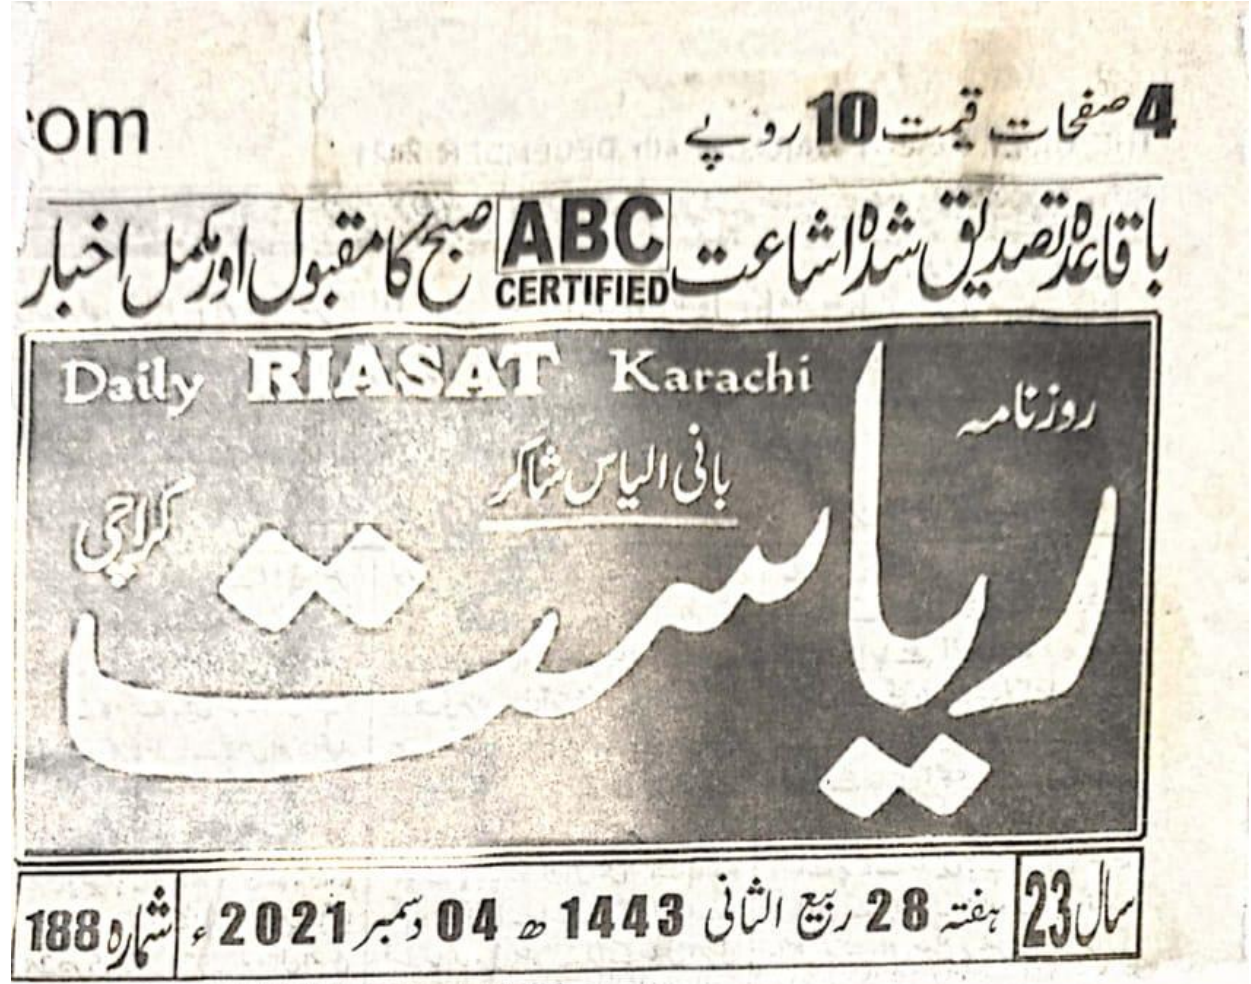 4 صفحات قیمت 10 روپے
om
باقاعدہ تصدیق شدہ اشاعت ABC CERTIFIED صبح کا مقبول اور مکمل اخبار
Daily RIASAT Karachi
روزنامہ
بانی الیاس شاکر
ریاست
کراچی
سال 23 ہفتہ 28 ربیع الثانی 1443 ھ 04 دسمبر 2021 ء شمارہ 188